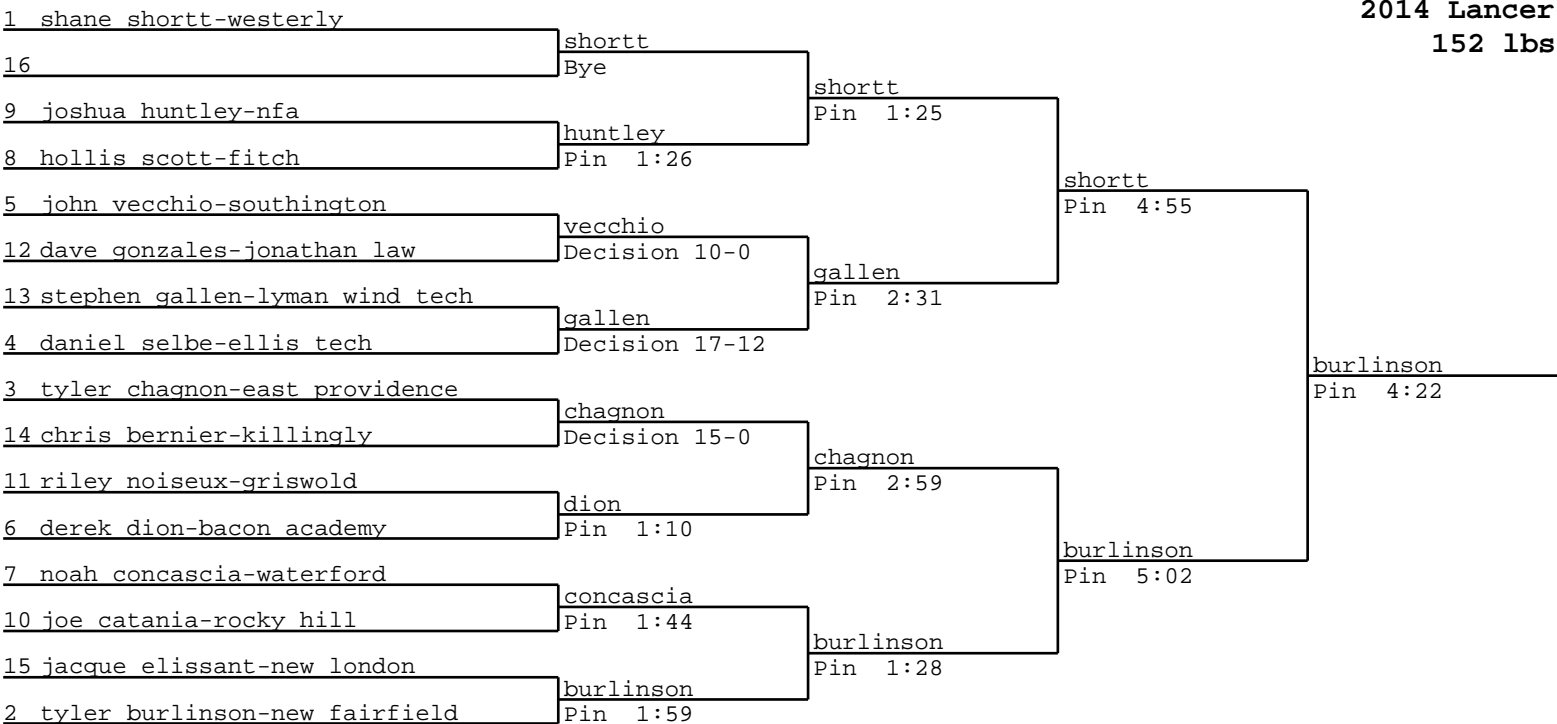 2014 Lancer
152 lbs
1 shane shortt-westerly
16
9 joshua huntley-nfa
8 hollis scott-fitch
5 john vecchio-southington
12 dave gonzales-jonathan law
13 stephen gallen-lyman wind tech
4 daniel selbe-ellis tech
3 tyler chagnon-east providence
14 chris bernier-killingly
11 riley noiseux-griswold
6 derek dion-bacon academy
7 noah concascia-waterford
10 joe catania-rocky hill
15 jacque elissant-new london
2 tyler burlinson-new fairfield
shortt
Bye
huntley
Pin 1:26
vecchio
Decision 10-0
gallen
Decision 17-12
chagnon
Decision 15-0
dion
Pin 1:10
concascia
Pin 1:44
burlinson
Pin 1:59
shortt
Pin 1:25
gallen
Pin 2:31
chagnon
Pin 2:59
burlinson
Pin 1:28
shortt
Pin 4:55
burlinson
Pin 5:02
burlinson
Pin 4:22